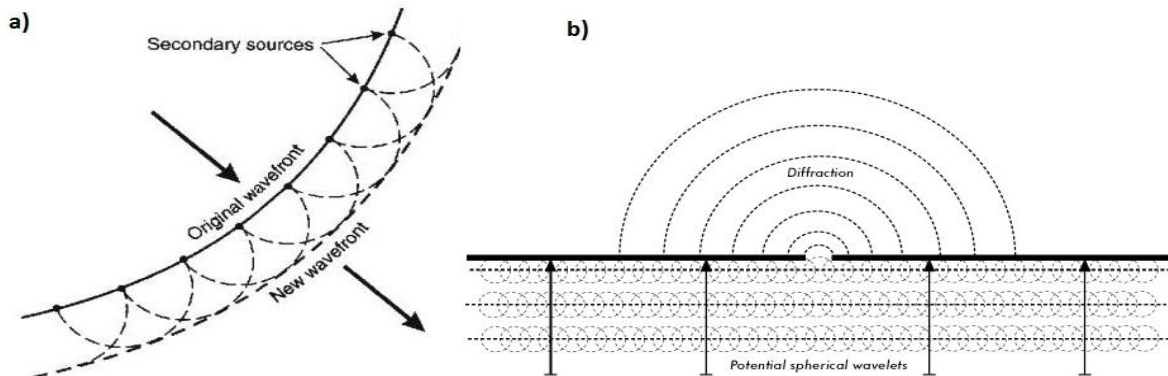 a)
Secondary sources
Original wavefront
New wavefront
b)
Diffraction
Potential spherical wavelets